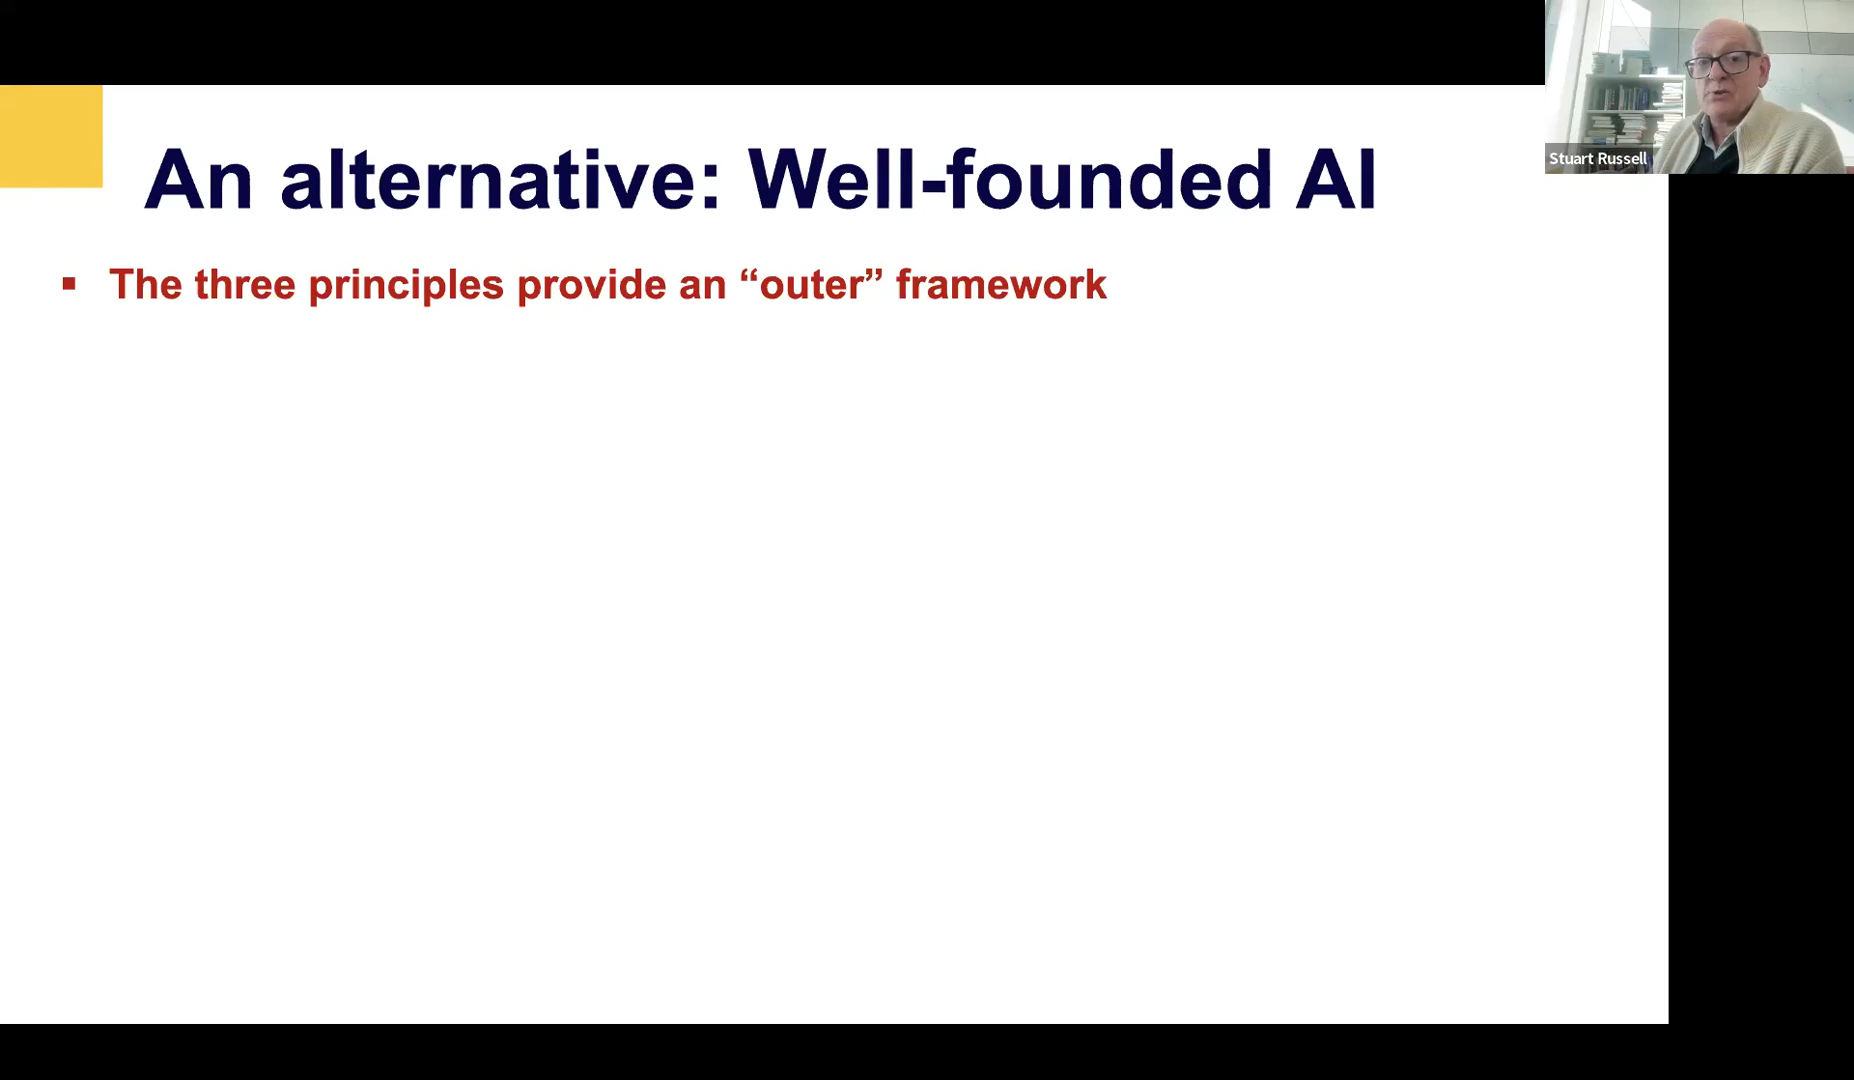 Stuart Russell
An alternative: Well-founded AI
▪ The three principles provide an “outer” framework